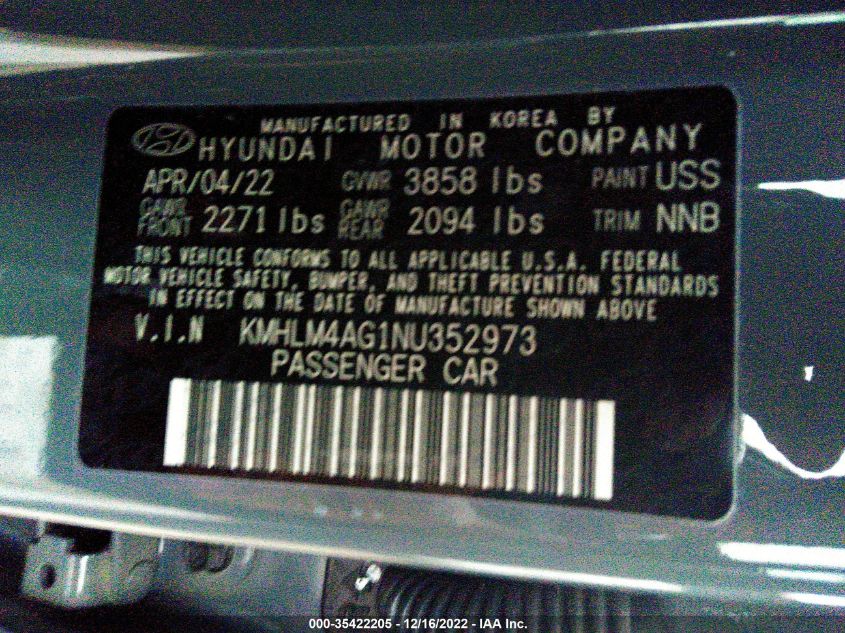 MANUFACTURED IN KOREA BY
HYUNDAI MOTOR COMPANY
APR/04/22 GVWR 3858 lbs PAINT USS
GAWR FRONT 2271 lbs GAWR REAR 2094 lbs TRIM NNB
THIS VEHICLE CONFORMS TO ALL APPLICABLE U.S.A. FEDERAL
MOTOR VEHICLE SAFETY, BUMPER, AND THEFT PREVENTION STANDARDS
IN EFFECT ON THE DATE OF MANUFACTURE SHOWN ABOVE
V.I.N KMHLM4AG1NU352973
PASSENGER CAR
000-35422205 - 12/16/2022 - IAA Inc.